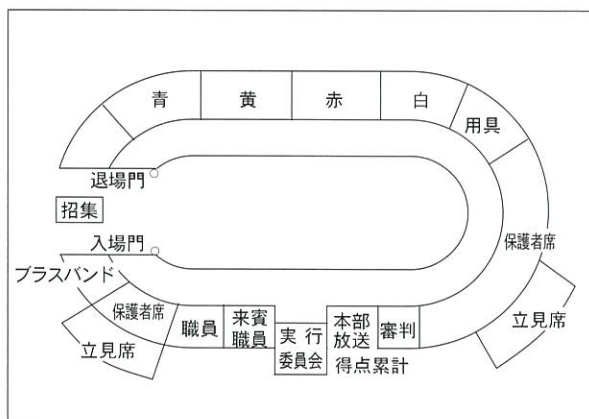 青
黄
赤
白
用具
退場門
招集
入場門
ブラスバンド
保護者席
保護者席
立見席
立見席
職員
来賓
職員
実行
委員会
本部
放送
審判
得点累計